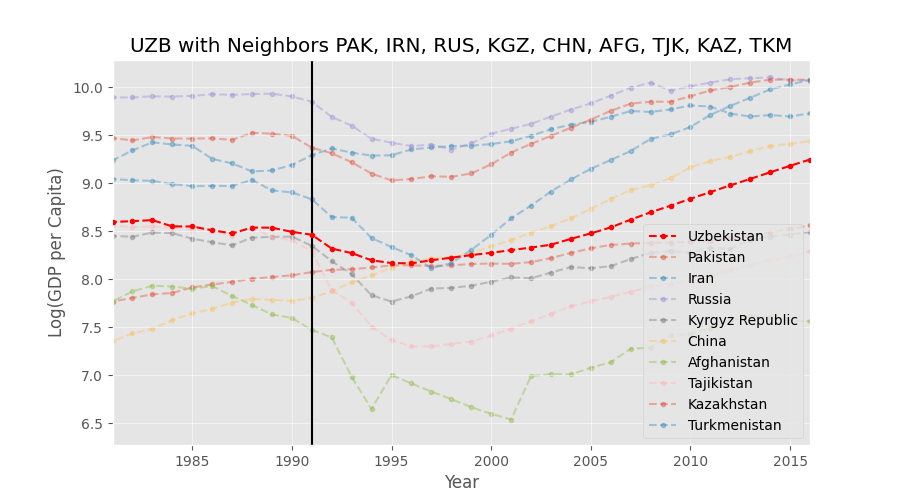 UZB with Neighbors PAK, IRN, RUS, KGZ, CHN, AFG, TJK, KAZ, TKM
10.0
9.5
9.0
8.5
8.0
7.5
7.0
6.5
Log(GDP per Capita)
Uzbekistan
Pakistan
Iran
Russia
Kyrgyz Republic
China
Afghanistan
Tajikistan
Kazakhstan
Turkmenistan
1985
1990
1995
2000
2005
2010
2015
Year